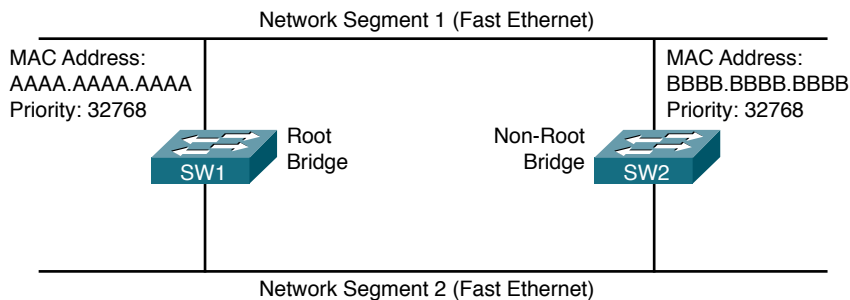 Network Segment 1 (Fast Ethernet)
MAC Address:
AAAA.AAAA.AAAA
Priority: 32768
MAC Address:
BBBB.BBBB.BBBB
Priority: 32768
Root
Bridge
SW1
Non-Root
Bridge
SW2
Network Segment 2 (Fast Ethernet)